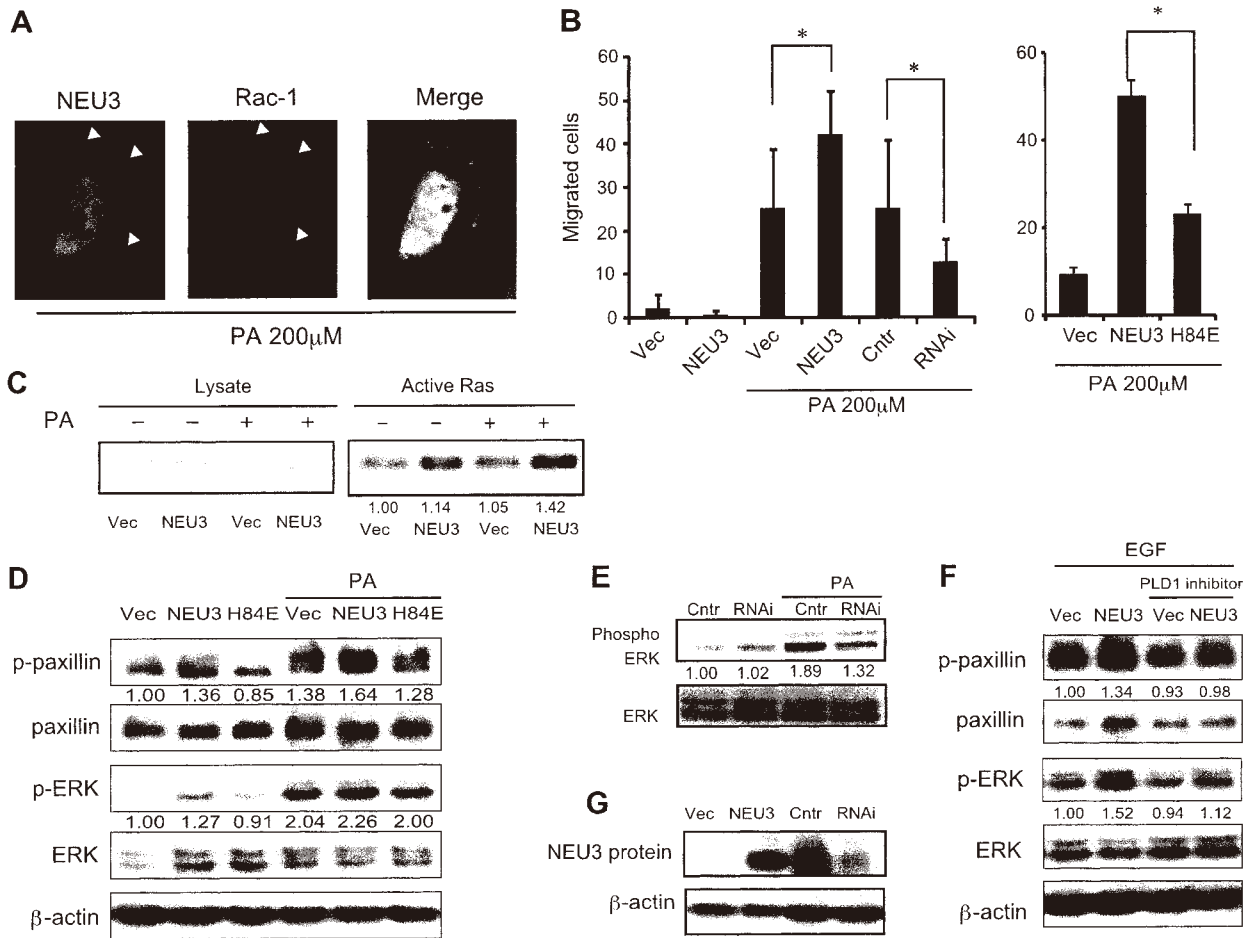 A
NEU3 Rac-1 Merge
PA 200μM
B
Migrated cells
60
50
40
30
20
10
0
*
*
Vec NEU3 Vec NEU3 Cntr RNAi
PA 200μM
60
50
40
30
20
10
0
*
Vec NEU3 H84E
PA 200μM
C
Lysate Active Ras
PA − − + + − − + +
1.00 1.14 1.05 1.42
Vec NEU3 Vec NEU3 Vec NEU3 Vec NEU3
D
PA
Vec NEU3 H84E Vec NEU3 H84E
p-paxillin
1.00 1.36 0.85 1.38 1.64 1.28
paxillin
p-ERK
1.00 1.27 0.91 2.04 2.26 2.00
ERK
β-actin
E
PA
Cntr RNAi Cntr RNAi
Phospho
ERK
1.00 1.02 1.89 1.32
ERK
G
Vec NEU3 Cntr RNAi
NEU3 protein
β-actin
F
EGF
PLD1 inhibitor
Vec NEU3 Vec NEU3
p-paxillin
1.00 1.34 0.93 0.98
paxillin
p-ERK
1.00 1.52 0.94 1.12
ERK
β-actin